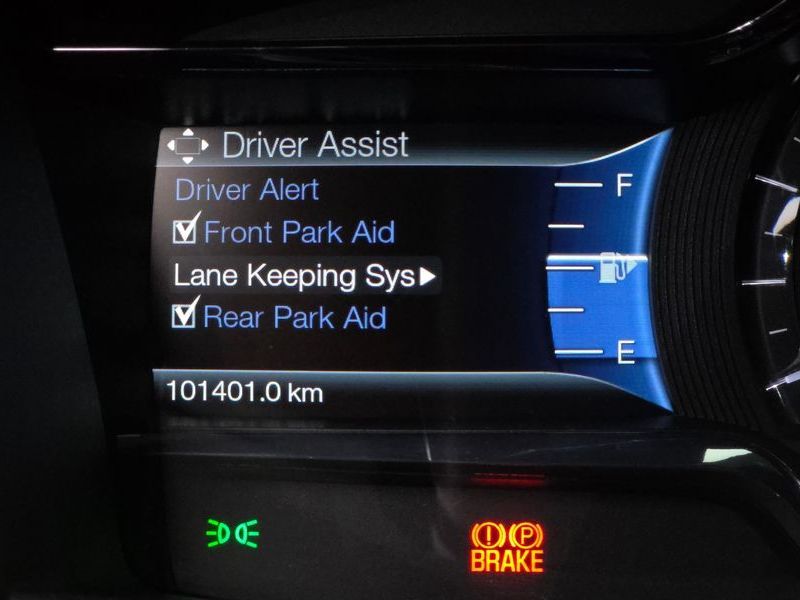 Driver Assist
Driver Alert
F
Front Park Aid
Lane Keeping Sys
Rear Park Aid
E
101401.0 km
! P
BRAKE